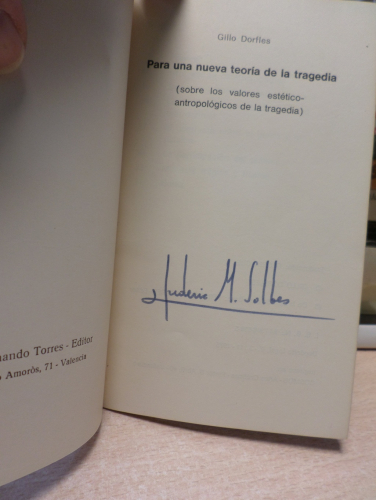 nando Torres - Editor
Amorós, 71 - Valencia
Gillo Dorfles
Para una nueva teoría de la tragedia
(sobre los valores estético-
antropológicos de la tragedia)
M. Solbes